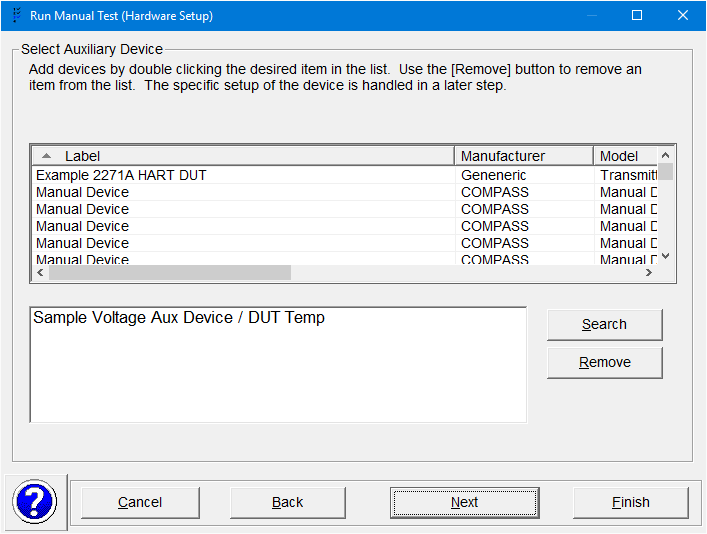 Run Manual Test (Hardware Setup)
Select Auxiliary Device
Add devices by double clicking the desired item in the list.  Use the [Remove] button to remove an
item from the list.  The specific setup of the device is handled in a later step.
Label Manufacturer Model
Example 2271A HART DUT Geneneric Transmitt
Manual Device COMPASS Manual D
Manual Device COMPASS Manual D
Manual Device COMPASS Manual D
Manual Device COMPASS Manual D
Manual Device COMPASS Manual D
Sample Voltage Aux Device / DUT Temp
Search
Remove
? Cancel Back Next Finish